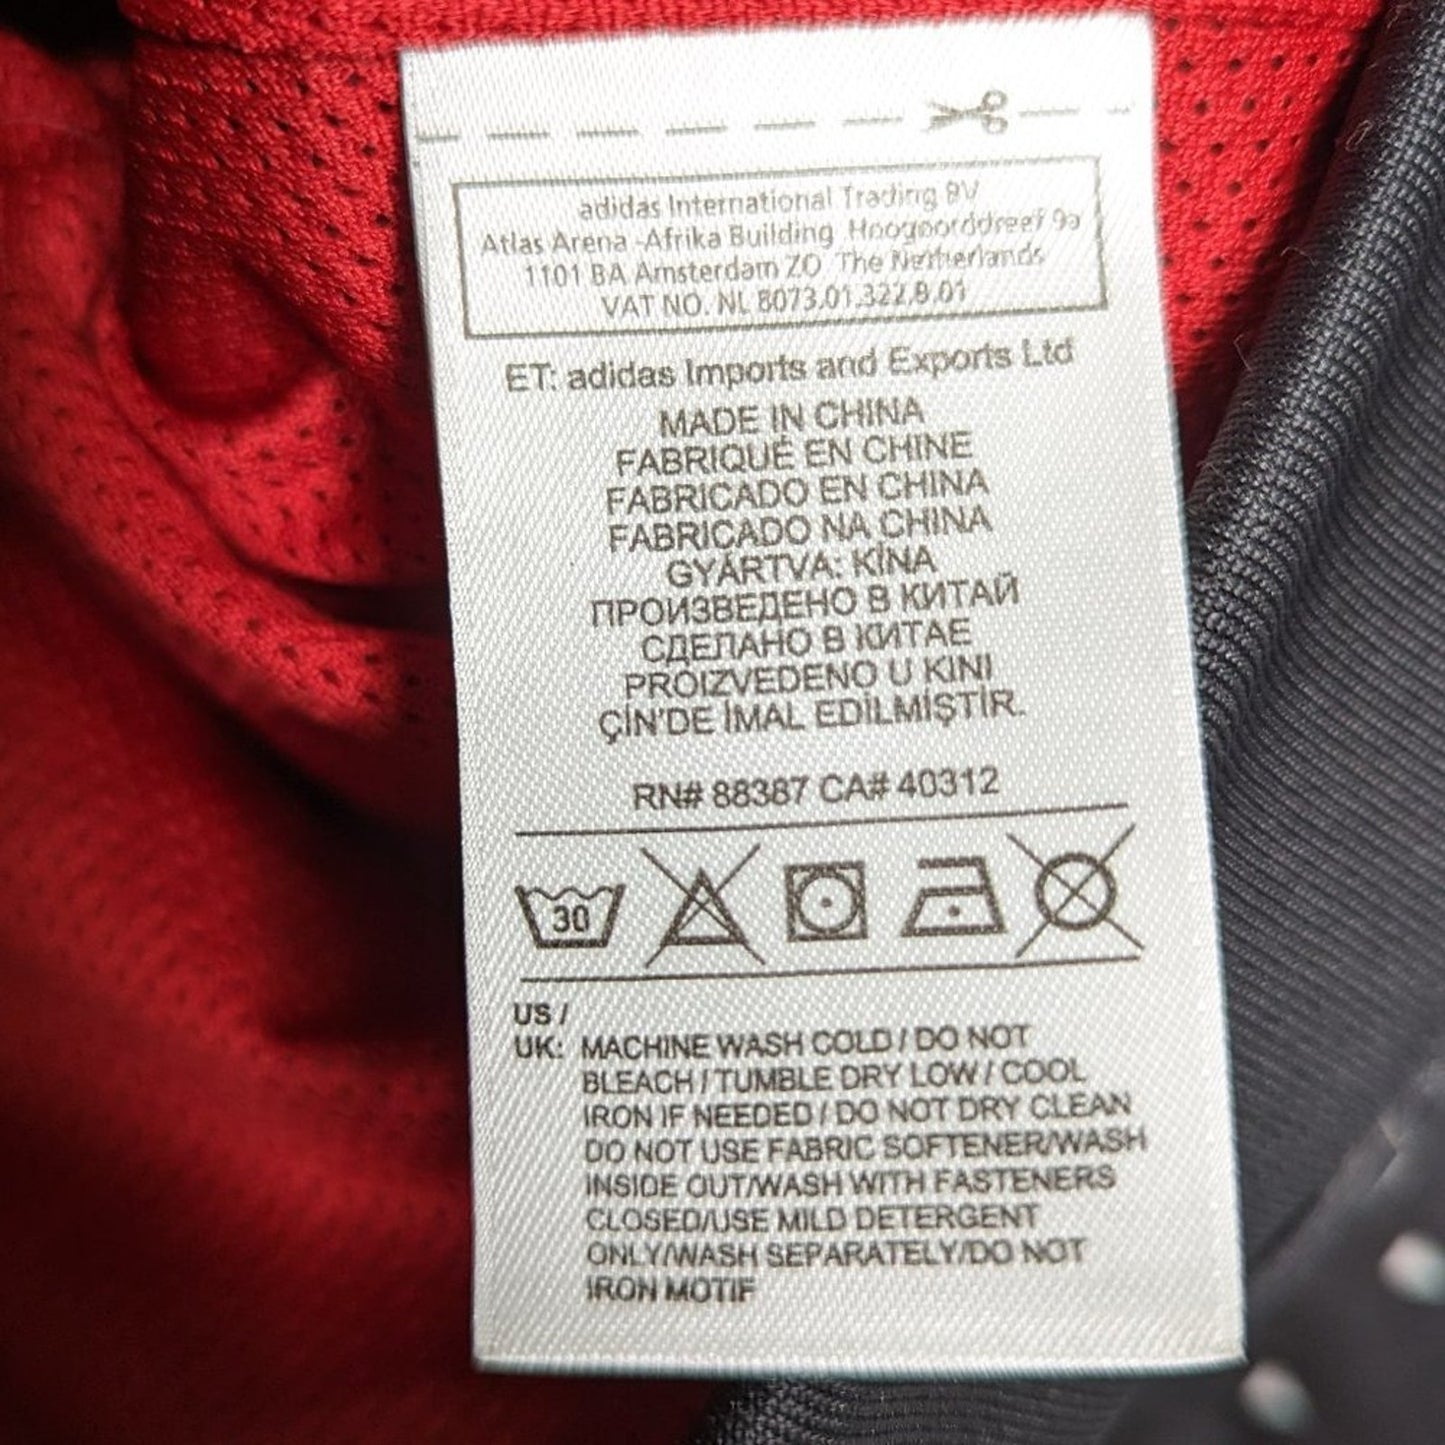 adidas International Trading BV
Atlas Arena -Afrika Building Hoogoorddreef 9a
1101 BA Amsterdam ZO The Netherlands
VAT NO. NL 8073.01.322.B.01
ET: adidas Imports and Exports Ltd
MADE IN CHINA
FABRIQUÉ EN CHINE
FABRICADO EN CHINA
FABRICADO NA CHINA
GYÁRTVA: KÍNA
ПРОИЗВЕДЕНО В КИТАЙ
СДЕЛАНО В КИТАЕ
PROIZVEDENO U KINI
ÇİN'DE İMAL EDİLMİŞTİR.
RN# 88387 CA# 40312
30
US /
UK: MACHINE WASH COLD / DO NOT
BLEACH / TUMBLE DRY LOW / COOL
IRON IF NEEDED / DO NOT DRY CLEAN
DO NOT USE FABRIC SOFTENER/WASH
INSIDE OUT/WASH WITH FASTENERS
CLOSED/USE MILD DETERGENT
ONLY/WASH SEPARATELY/DO NOT
IRON MOTIF